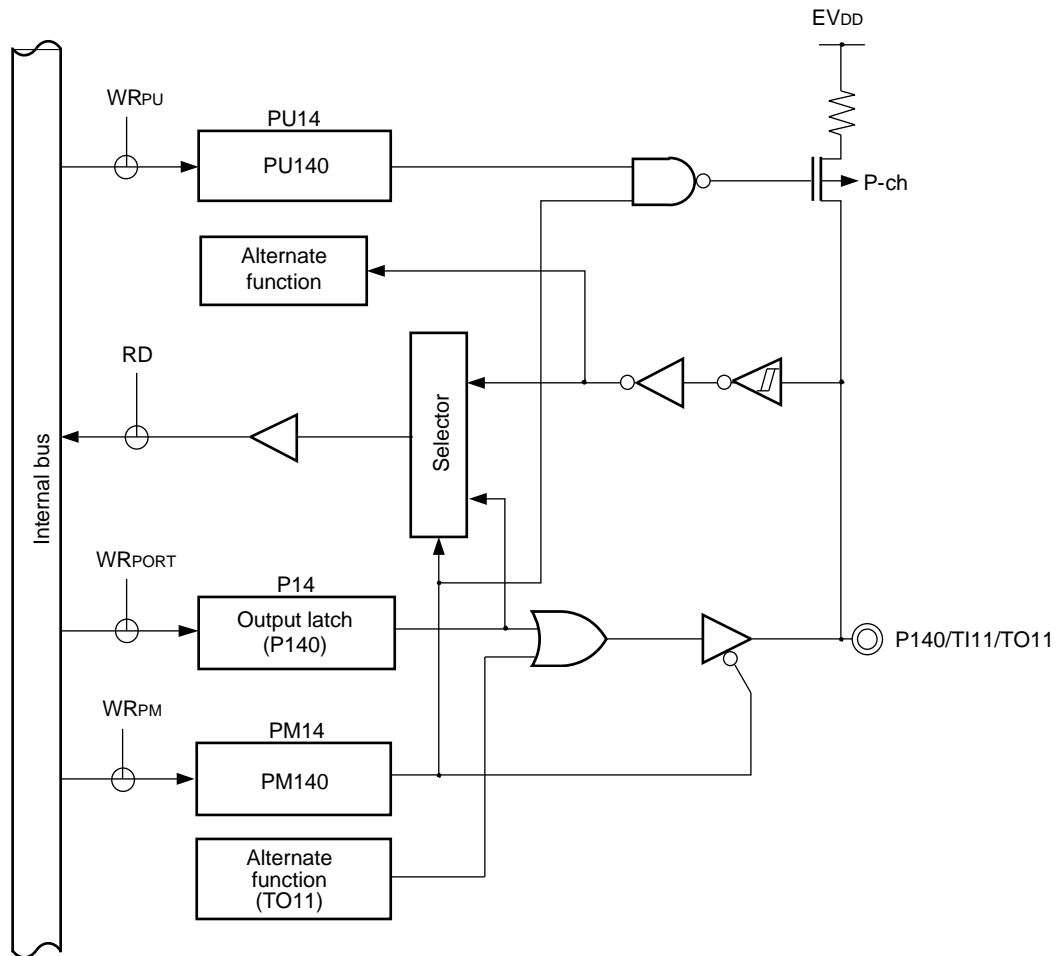 EVDD
WRPU
PU14
PU140
P-ch
Alternate
function
RD
Selector
Internal bus
WRPORT
P14
Output latch
(P140)
P140/TI11/TO11
WRPM
PM14
PM140
Alternate
function
(TO11)